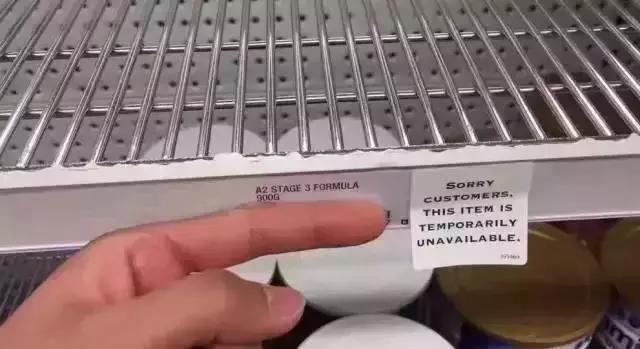 A2 STAGE 3 FORMULA
900G
SORRY
CUSTOMERS.
THIS ITEM IS
TEMPORARILY
UNAVAILABLE.